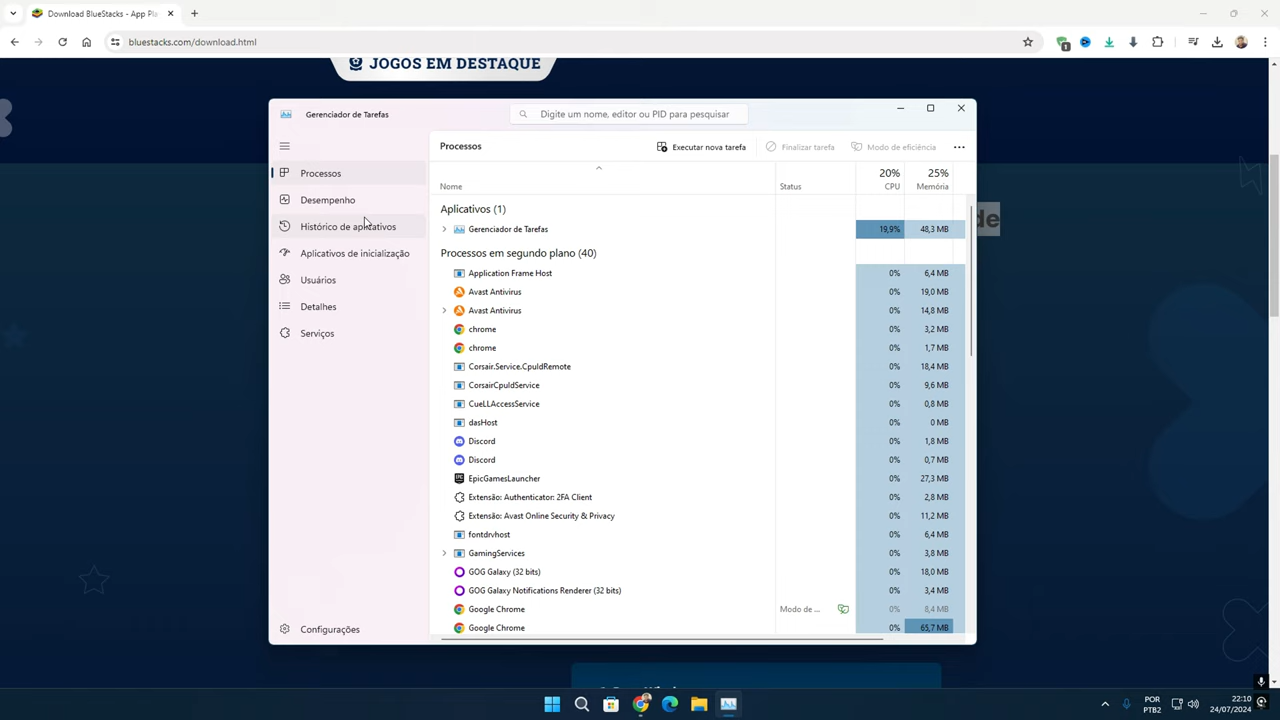 Download BlueStacks - App Pla
bluestacks.com/download.html
1
JOGOS EM DESTAQUE
de
Gerenciador de Tarefas
Digite um nome, editor ou PID para pesquisar
Processos
Desempenho
Histórico de aplicativos
Aplicativos de inicialização
Usuários
Detalhes
Serviços
Configurações
Processos
Executar nova tarefa
Finalizar tarefa
Modo de eficiência
20% 25%
Nome Status CPU Memória
Aplicativos (1)
Gerenciador de Tarefas 19,9% 48,3 MB
Processos em segundo plano (40)
Application Frame Host 0% 6,4 MB
Avast Antivirus 0% 19,0 MB
Avast Antivirus 0% 14,8 MB
chrome 0% 3,2 MB
chrome 0% 1,7 MB
Corsair.Service.CpuIdRemote 0% 18,4 MB
CorsairCpuIdService 0% 9,6 MB
CueLLAccessService 0% 0,8 MB
dasHost 0% 0 MB
Discord 0% 1,8 MB
Discord 0% 0,7 MB
EpicGamesLauncher 0% 27,3 MB
Extensão: Authenticator: 2FA Client 0% 2,8 MB
Extensão: Avast Online Security & Privacy 0% 11,2 MB
fontdrvhost 0% 6,4 MB
GamingServices 0% 3,8 MB
GOG Galaxy (32 bits) 0% 18,0 MB
GOG Galaxy Notifications Renderer (32 bits) 0% 3,4 MB
Google Chrome Modo de ... 0% 8,4 MB
Google Chrome 0% 65,7 MB
POR
PTB2
22:10
24/07/2024